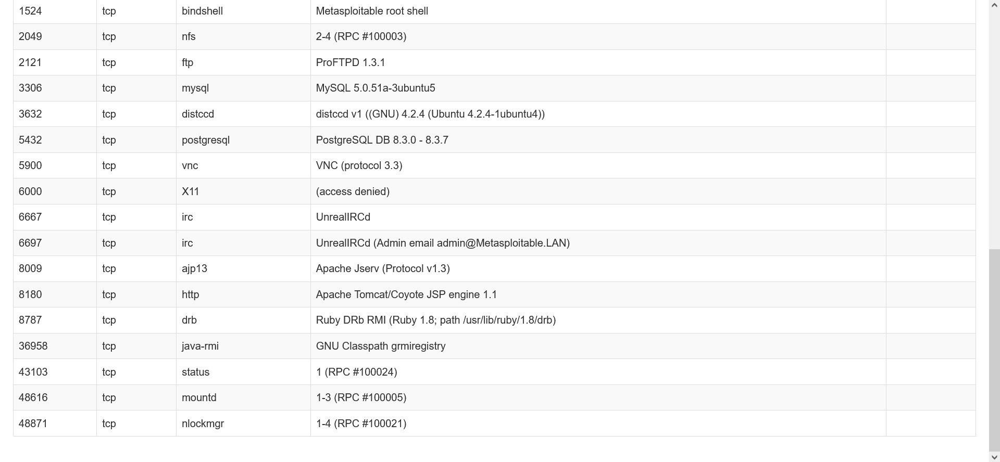 1524 tcp bindshell Metasploitable root shell
2049 tcp nfs 2-4 (RPC #100003)
2121 tcp ftp ProFTPD 1.3.1
3306 tcp mysql MySQL 5.0.51a-3ubuntu5
3632 tcp distccd distccd v1 ((GNU) 4.2.4 (Ubuntu 4.2.4-1ubuntu4))
5432 tcp postgresql PostgreSQL DB 8.3.0 - 8.3.7
5900 tcp vnc VNC (protocol 3.3)
6000 tcp X11 (access denied)
6667 tcp irc UnrealIRCd
6697 tcp irc UnrealIRCd (Admin email admin@Metasploitable.LAN)
8009 tcp ajp13 Apache Jserv (Protocol v1.3)
8180 tcp http Apache Tomcat/Coyote JSP engine 1.1
8787 tcp drb Ruby DRb RMI (Ruby 1.8; path /usr/lib/ruby/1.8/drb)
36958 tcp java-rmi GNU Classpath grmiregistry
43103 tcp status 1 (RPC #100024)
48616 tcp mountd 1-3 (RPC #100005)
48871 tcp nlockmgr 1-4 (RPC #100021)